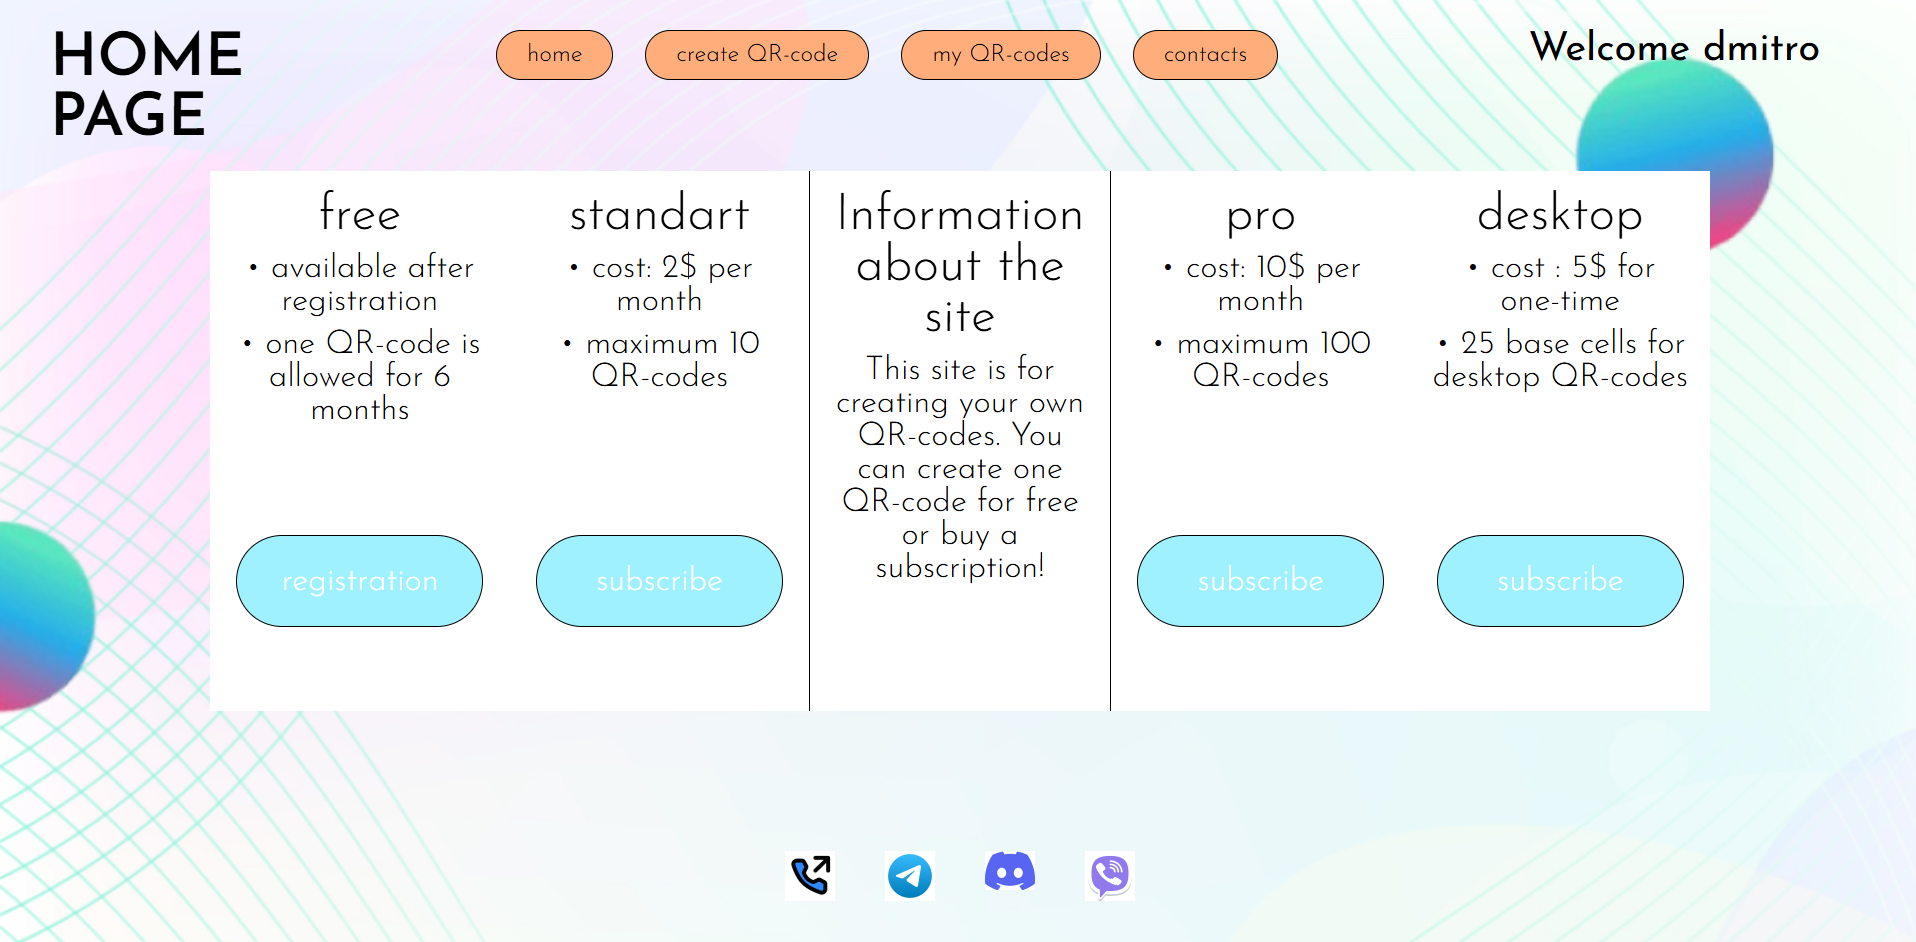 HOME
PAGE
home
create QR-code
my QR-codes
contacts
Welcome dmitro
free
• available after
registration
• one QR-code is
allowed for 6
months
registration
standart
• cost: 2$ per
month
• maximum 10
QR-codes
subscribe
Information
about the
site
This site is for
creating your own
QR-codes. You
can create one
QR-code for free
or buy a
subscription!
pro
• cost: 10$ per
month
• maximum 100
QR-codes
subscribe
desktop
• cost : 5$ for
one-time
• 25 base cells for
desktop QR-codes
subscribe